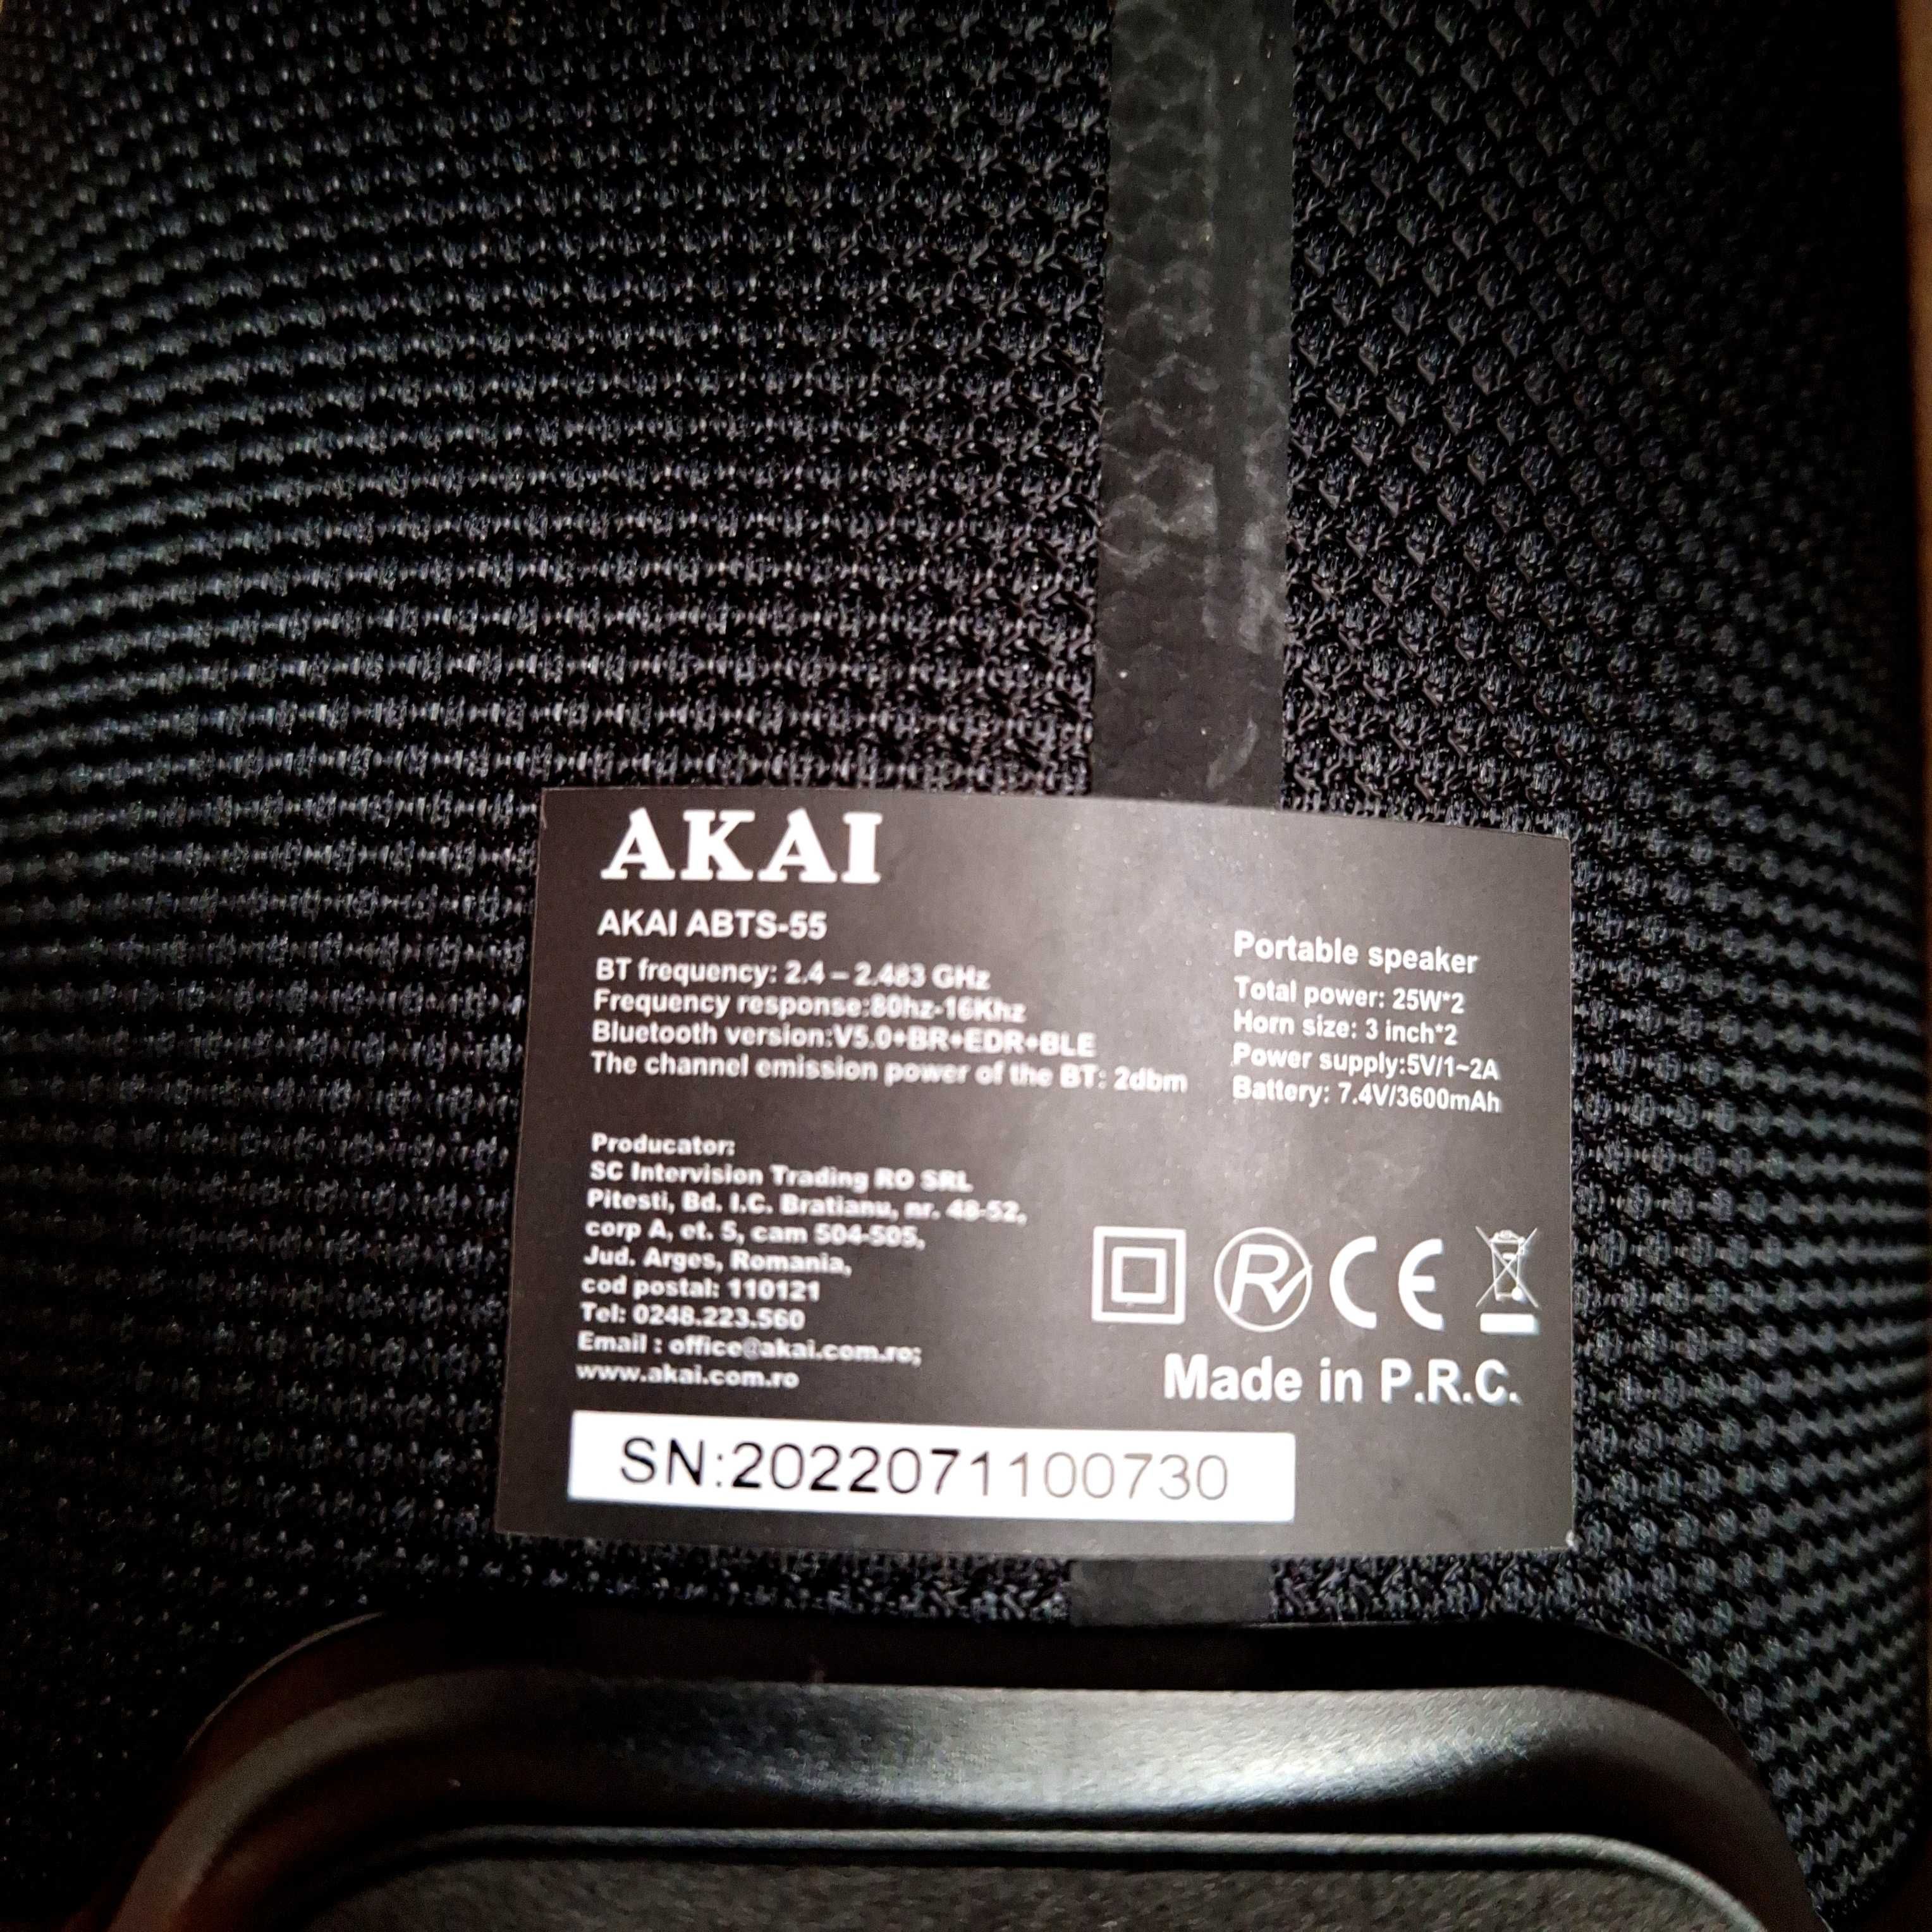 AKAI
AKAI ABTS-55
BT frequency: 2.4 – 2.483 GHz
Frequency response:80hz-16Khz
Bluetooth version:V5.0+BR+EDR+BLE
The channel emission power of the BT: 2dbm
Portable speaker
Total power: 25W*2
Horn size: 3 inch*2
Power supply:5V/1~2A
Battery: 7.4V/3600mAh
Producator:
SC Intervision Trading RO SRL
Pitesti, Bd. I.C. Bratianu, nr. 48-52,
corp A, et. 5, cam 504-505,
Jud. Arges, Romania,
cod postal: 110121
Tel: 0248.223.560
Email : office@akai.com.ro;
www.akai.com.ro
R CE
Made in P.R.C.
SN:2022071100730